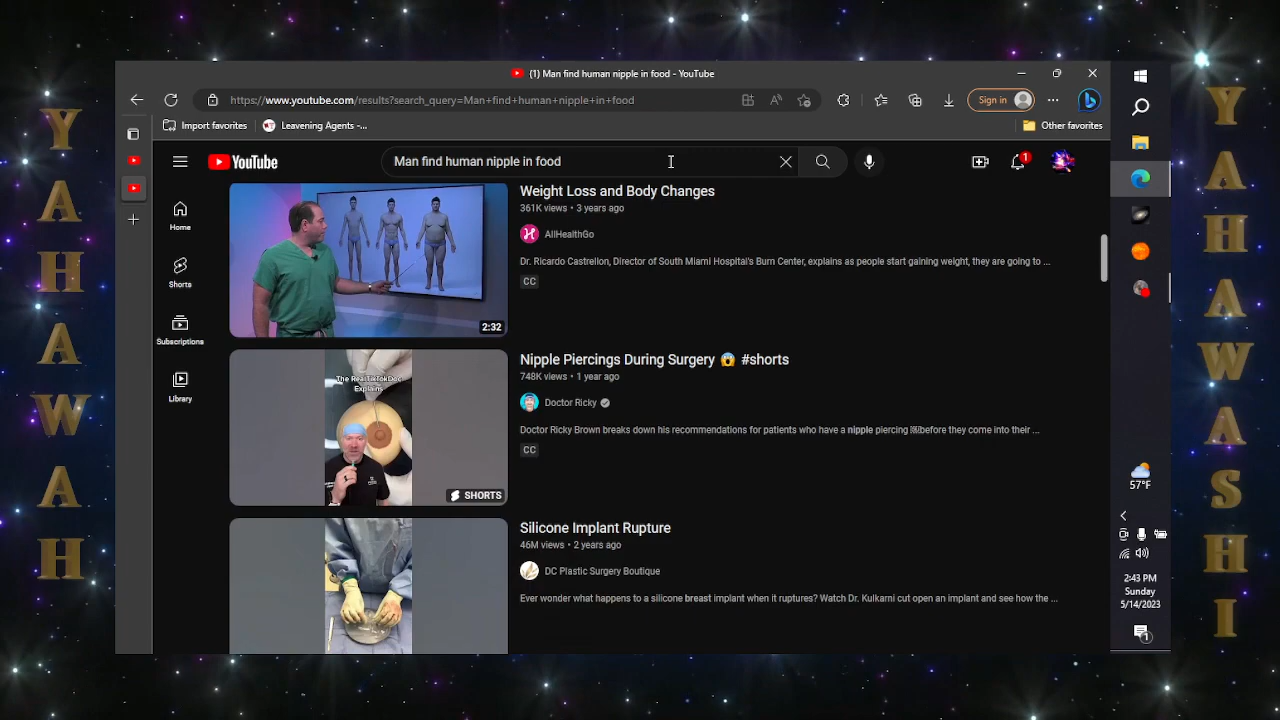 YAHAWAH
(1) Man find human nipple in food - YouTube
https://www.youtube.com/results?search_query=Man+find+human+nipple+in+food
Sign in
Import favorites
Leavening Agents -...
Other favorites
YouTube
Man find human nipple in food
1
Home
Shorts
Subscriptions
Library
2:32
Weight Loss and Body Changes
361K views • 3 years ago
AllHealthGo
Dr. Ricardo Castrellon, Director of South Miami Hospital's Burn Center, explains as people start gaining weight, they are going to ...
CC
The Real TikTokDoc
Explains
SHORTS
Nipple Piercings During Surgery 😱 #shorts
748K views • 1 year ago
Doctor Ricky
Doctor Ricky Brown breaks down his recommendations for patients who have a nipple piercing before they come into their ...
CC
Silicone Implant Rupture
46M views • 2 years ago
DC Plastic Surgery Boutique
Ever wonder what happens to a silicone breast implant when it ruptures? Watch Dr. Kulkarni cut open an implant and see how the ...
57°F
2:43 PM
Sunday
5/14/2023
1
YAHAWASHI